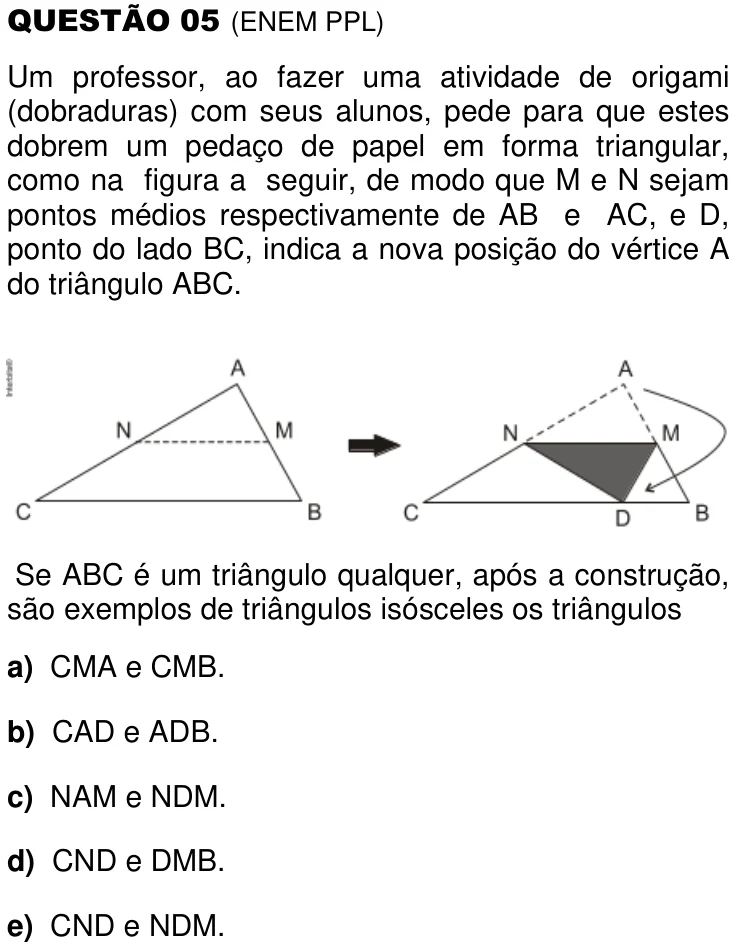 QUESTÃO 05 (ENEM PPL)
Um professor, ao fazer uma atividade de origami
(dobraduras) com seus alunos, pede para que estes
dobrem um pedaço de papel em forma triangular,
como na figura a seguir, de modo que M e N sejam
pontos médios respectivamente de AB e AC, e D,
ponto do lado BC, indica a nova posição do vértice A
do triângulo ABC.
A
N
M
C
B
A
N
M
C
D
B
Se ABC é um triângulo qualquer, após a construção,
são exemplos de triângulos isósceles os triângulos
a) CMA e CMB.
b) CAD e ADB.
c) NAM e NDM.
d) CND e DMB.
e) CND e NDM.